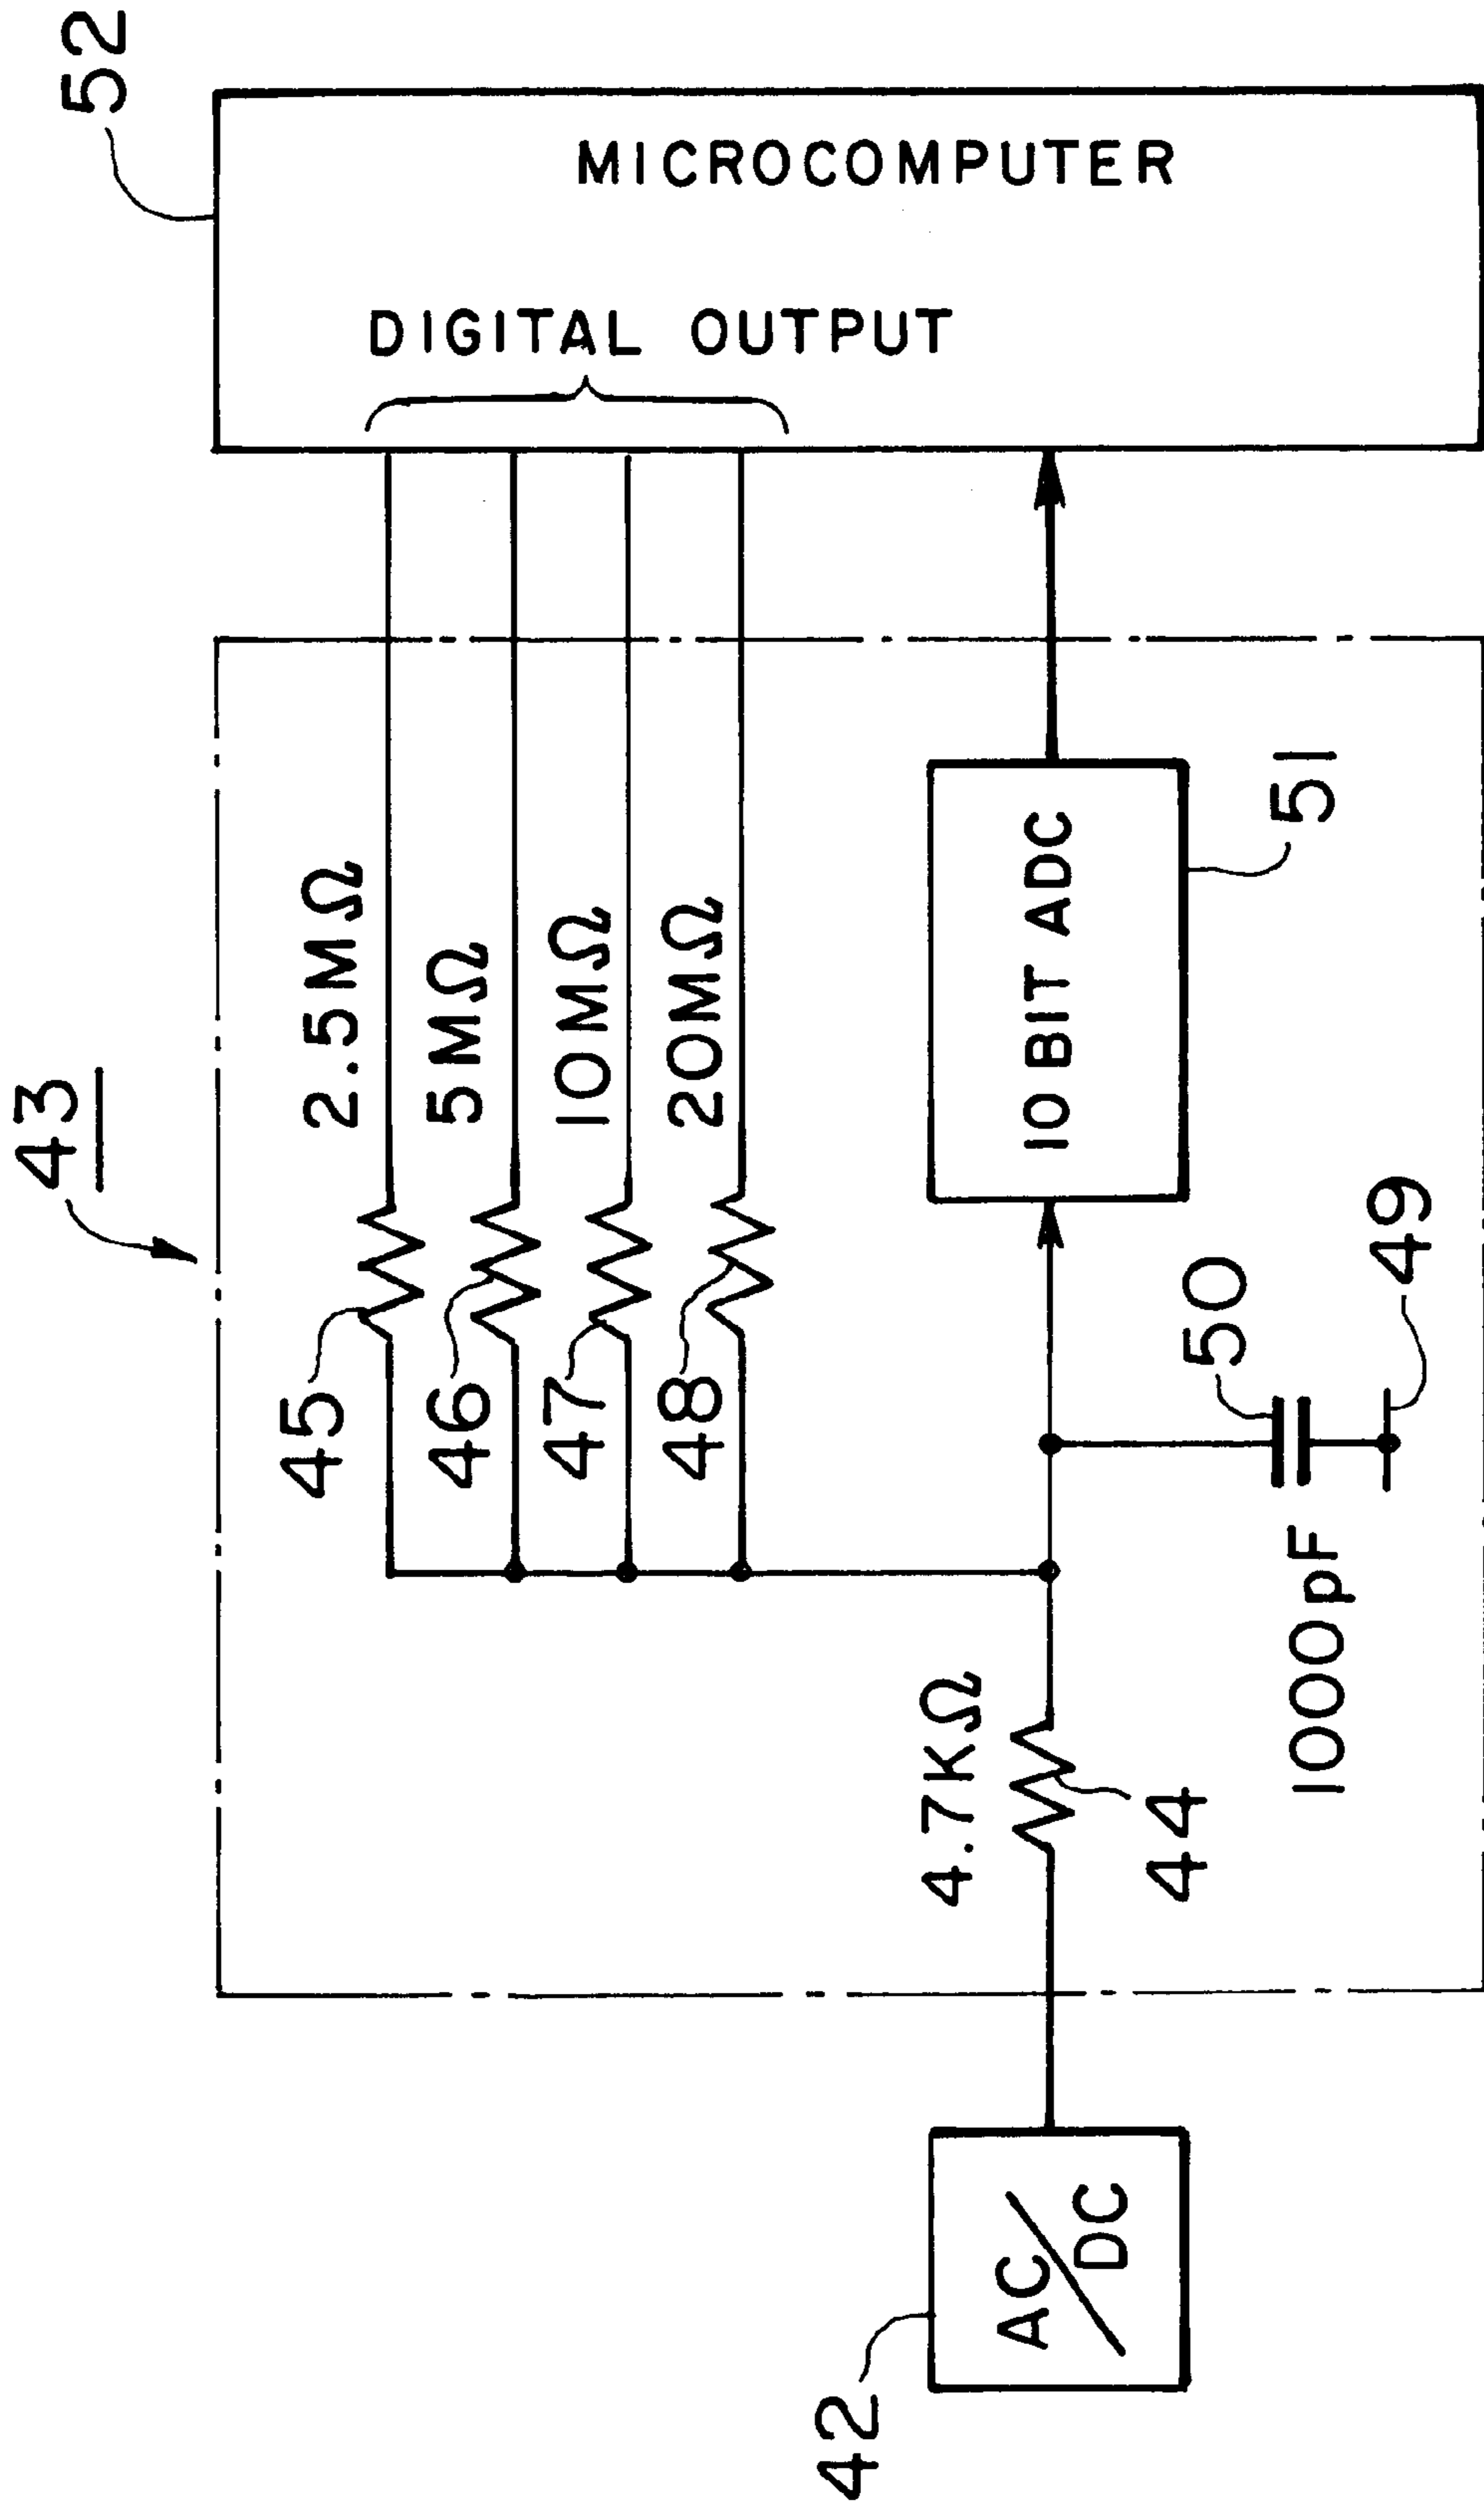 52
MICROCOMPUTER
DIGITAL OUTPUT
43
2.5MΩ
5MΩ
10MΩ
20MΩ
45
46
47
48
10 BIT ADC
51
50
49
1000pF
4.7KΩ
44
AC/DC
42